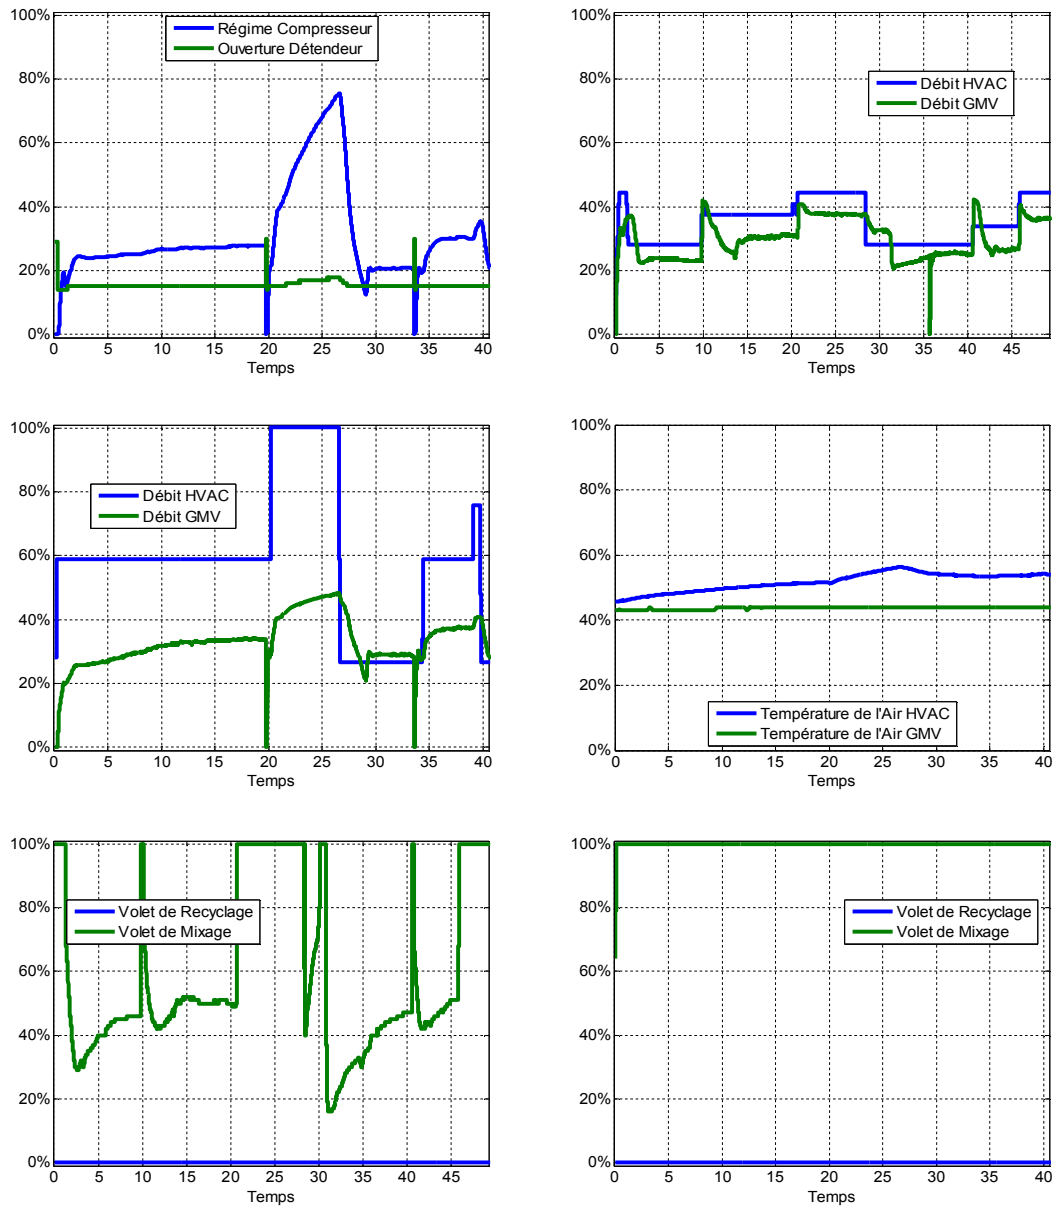 100%
80%
60%
40%
20%
0%
Régime Compresseur
Ouverture Détendeur
0 5 10 15 20 25 30 35 40
Temps
100%
80%
60%
40%
20%
0%
Débit HVAC
Débit GMV
0 5 10 15 20 25 30 35 40 45
Temps
100%
80%
60%
40%
20%
0%
Débit HVAC
Débit GMV
0 5 10 15 20 25 30 35 40
Temps
100%
80%
60%
40%
20%
0%
Température de l'Air HVAC
Température de l'Air GMV
0 5 10 15 20 25 30 35 40
Temps
100%
80%
60%
40%
20%
0%
Volet de Recyclage
Volet de Mixage
0 5 10 15 20 25 30 35 40 45
Temps
100%
80%
60%
40%
20%
0%
Volet de Recyclage
Volet de Mixage
0 5 10 15 20 25 30 35 40
Temps